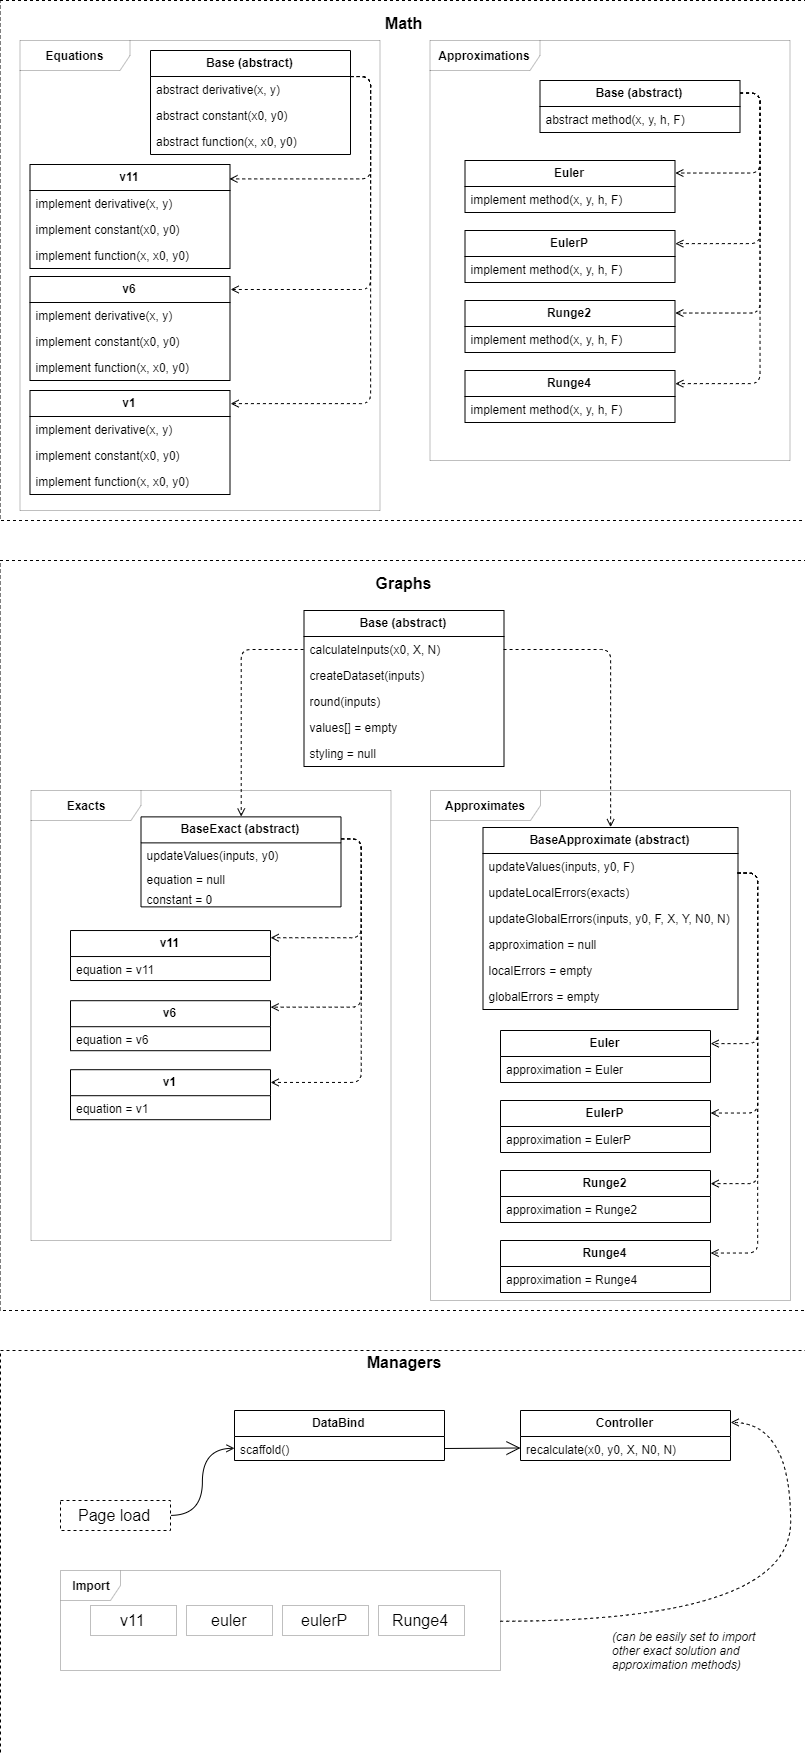 Math
Equations
Base (abstract)
abstract derivative(x, y)
abstract constant(x0, y0)
abstract function(x, x0, y0)
v11
implement derivative(x, y)
implement constant(x0, y0)
implement function(x, x0, y0)
v6
implement derivative(x, y)
implement constant(x0, y0)
implement function(x, x0, y0)
v1
implement derivative(x, y)
implement constant(x0, y0)
implement function(x, x0, y0)
Approximations
Base (abstract)
abstract method(x, y, h, F)
Euler
implement method(x, y, h, F)
EulerP
implement method(x, y, h, F)
Runge2
implement method(x, y, h, F)
Runge4
implement method(x, y, h, F)
Graphs
Base (abstract)
calculateInputs(x0, X, N)
createDataset(inputs)
round(inputs)
values[] = empty
styling = null
Exacts
BaseExact (abstract)
updateValues(inputs, y0)
equation = null
constant = 0
v11
equation = v11
v6
equation = v6
v1
equation = v1
Approximates
BaseApproximate (abstract)
updateValues(inputs, y0, F)
updateLocalErrors(exacts)
updateGlobalErrors(inputs, y0, F, X, Y, N0, N)
approximation = null
localErrors = empty
globalErrors = empty
Euler
approximation = Euler
EulerP
approximation = EulerP
Runge2
approximation = Runge2
Runge4
approximation = Runge4
Managers
DataBind
scaffold()
Controller
recalculate(x0, y0, X, N0, N)
Page load
Import
v11
euler
eulerP
Runge4
(can be easily set to import
other exact solution and
approximation methods)